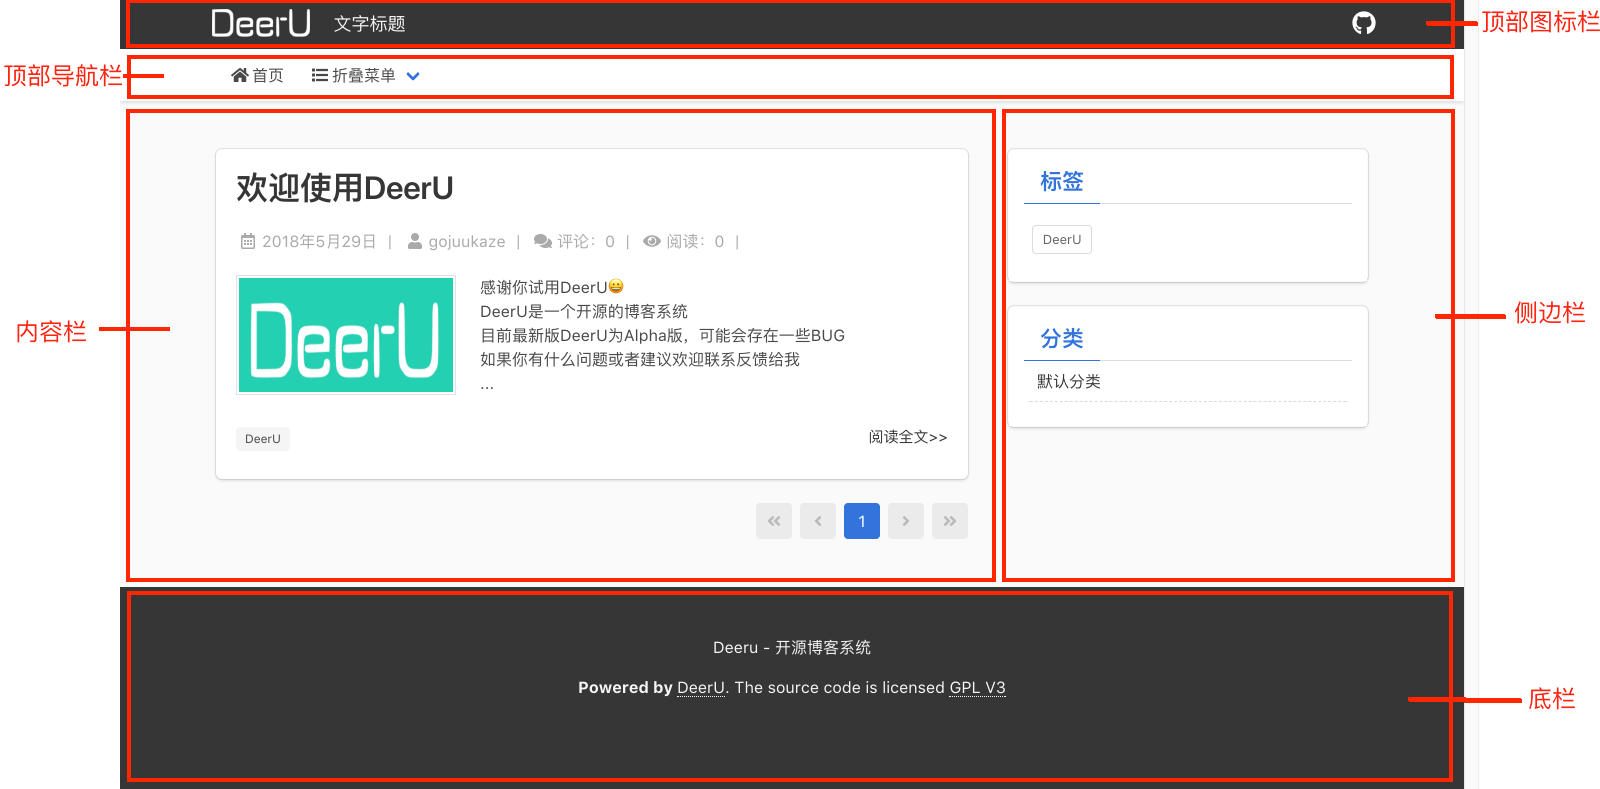 DeerU 文字标题
顶部图标栏
顶部导航栏
首页 折叠菜单
内容栏
欢迎使用DeerU
2018年5月29日 | gojuukaze | 评论：0 | 阅读：0 |
DeerU
感谢你试用DeerU😀
DeerU是一个开源的博客系统
目前最新版DeerU为Alpha版，可能会存在一些BUG
如果你有什么问题或者建议欢迎联系反馈给我
...
DeerU
阅读全文>>
1
侧边栏
标签
DeerU
分类
默认分类
Deeru - 开源博客系统
Powered by DeerU. The source code is licensed GPL V3
底栏